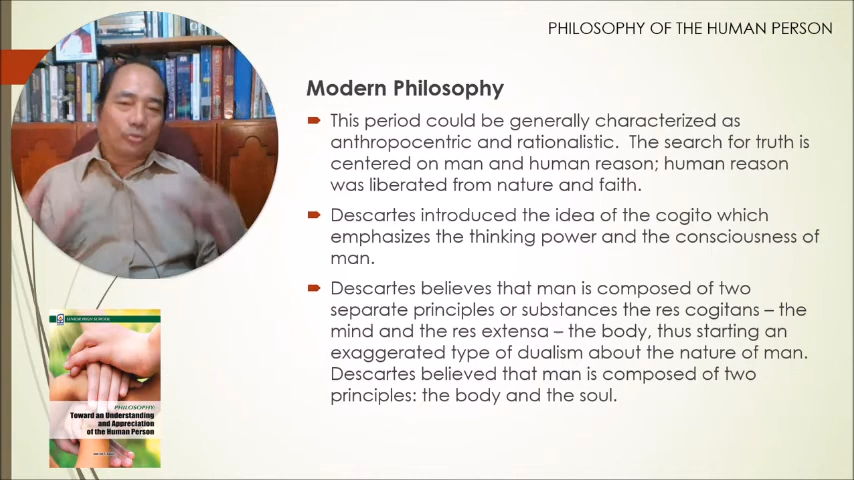 PHILOSOPHY OF THE HUMAN PERSON
Modern Philosophy
This period could be generally characterized as
anthropocentric and rationalistic.  The search for truth is
centered on man and human reason; human reason
was liberated from nature and faith.
Descartes introduced the idea of the cogito which
emphasizes the thinking power and the consciousness of
man.
Descartes believes that man is composed of two
separate principles or substances the res cogitans – the
mind and the res extensa – the body, thus starting an
exaggerated type of dualism about the nature of man.
Descartes believed that man is composed of two
principles: the body and the soul.
SENIOR HIGH SCHOOL
PHILOSOPHY:
Toward an Understanding
and Appreciation
of the Human Person